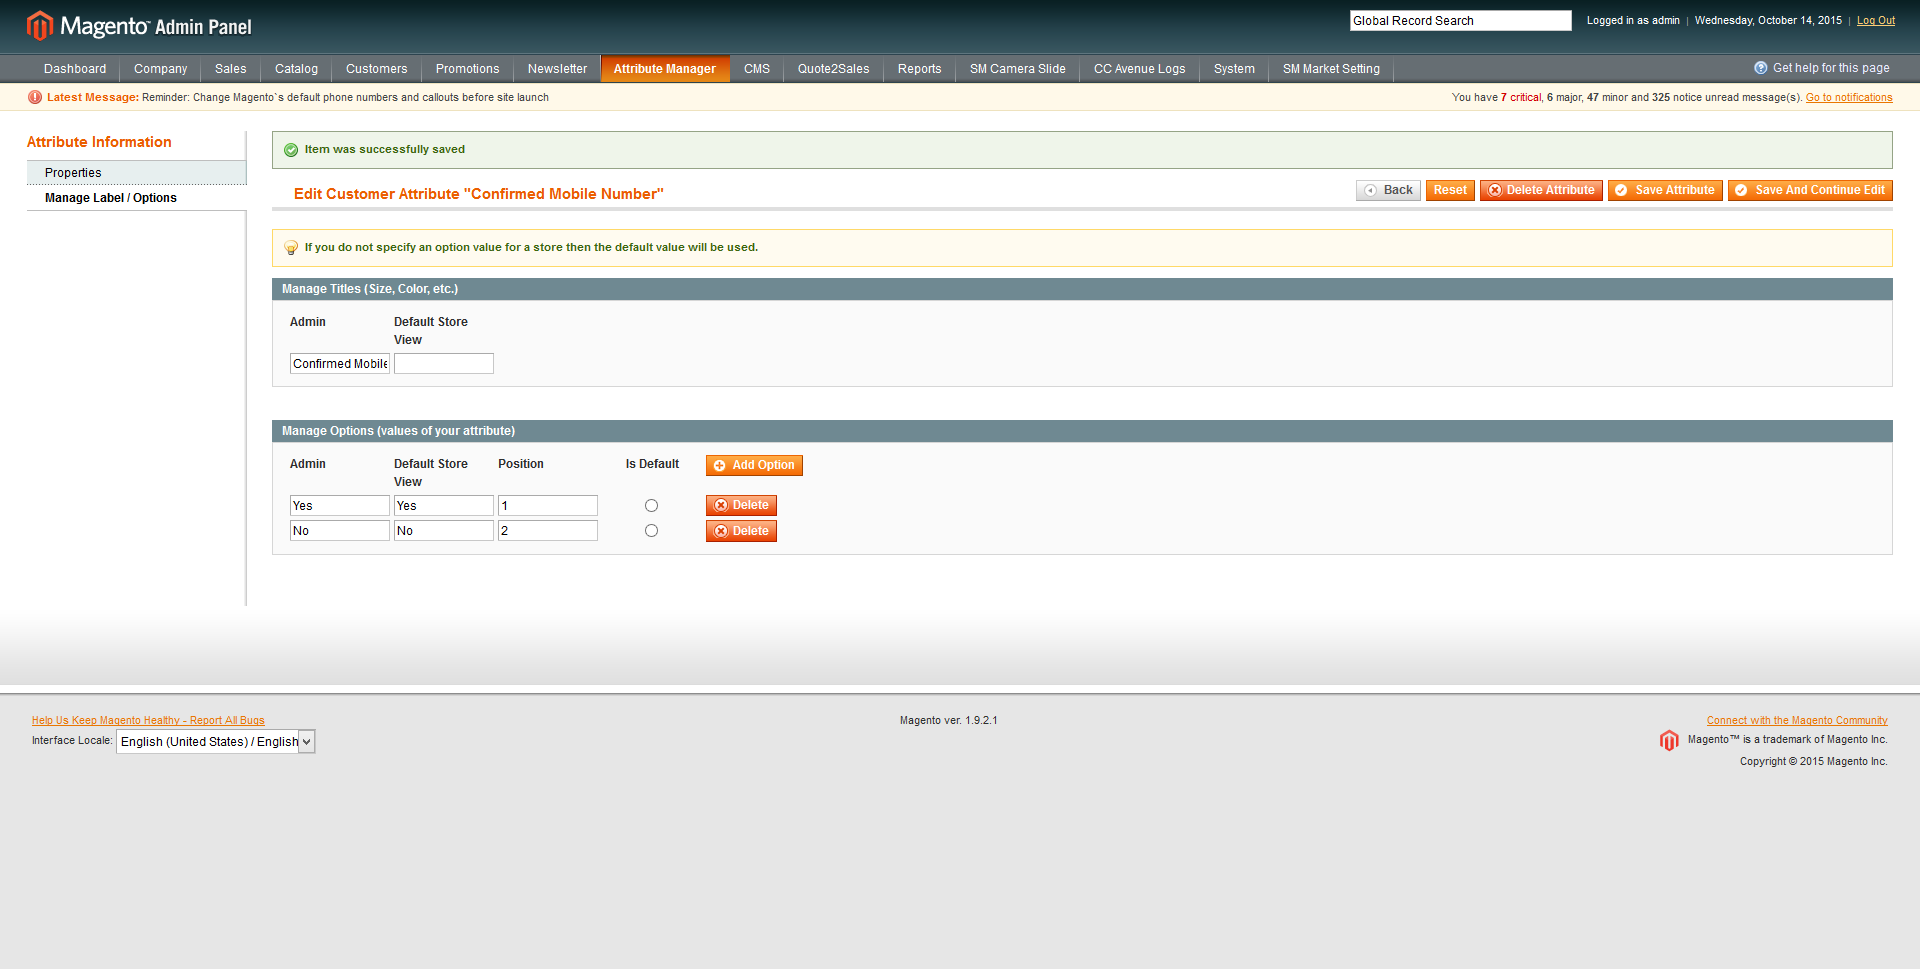 Magento™ Admin Panel
Global Record Search
Logged in as admin | Wednesday, October 14, 2015 | Log Out
Dashboard Company Sales Catalog Customers Promotions Newsletter Attribute Manager CMS Quote2Sales Reports SM Camera Slide CC Avenue Logs System SM Market Setting Get help for this page
Latest Message: Reminder: Change Magento`s default phone numbers and callouts before site launch
You have 7 critical, 6 major, 47 minor and 325 notice unread message(s). Go to notifications
Attribute Information
Properties
Manage Label / Options
Item was successfully saved
Edit Customer Attribute "Confirmed Mobile Number"
Back Reset Delete Attribute Save Attribute Save And Continue Edit
If you do not specify an option value for a store then the default value will be used.
Manage Titles (Size, Color, etc.)
Admin Default Store
View
Confirmed Mobile
Manage Options (values of your attribute)
Admin Default Store Position Is Default Add Option
View
Yes Yes 1 Delete
No No 2 Delete
Help Us Keep Magento Healthy - Report All Bugs
Interface Locale: English (United States) / English
Magento ver. 1.9.2.1
Connect with the Magento Community
Magento™ is a trademark of Magento Inc.
Copyright © 2015 Magento Inc.